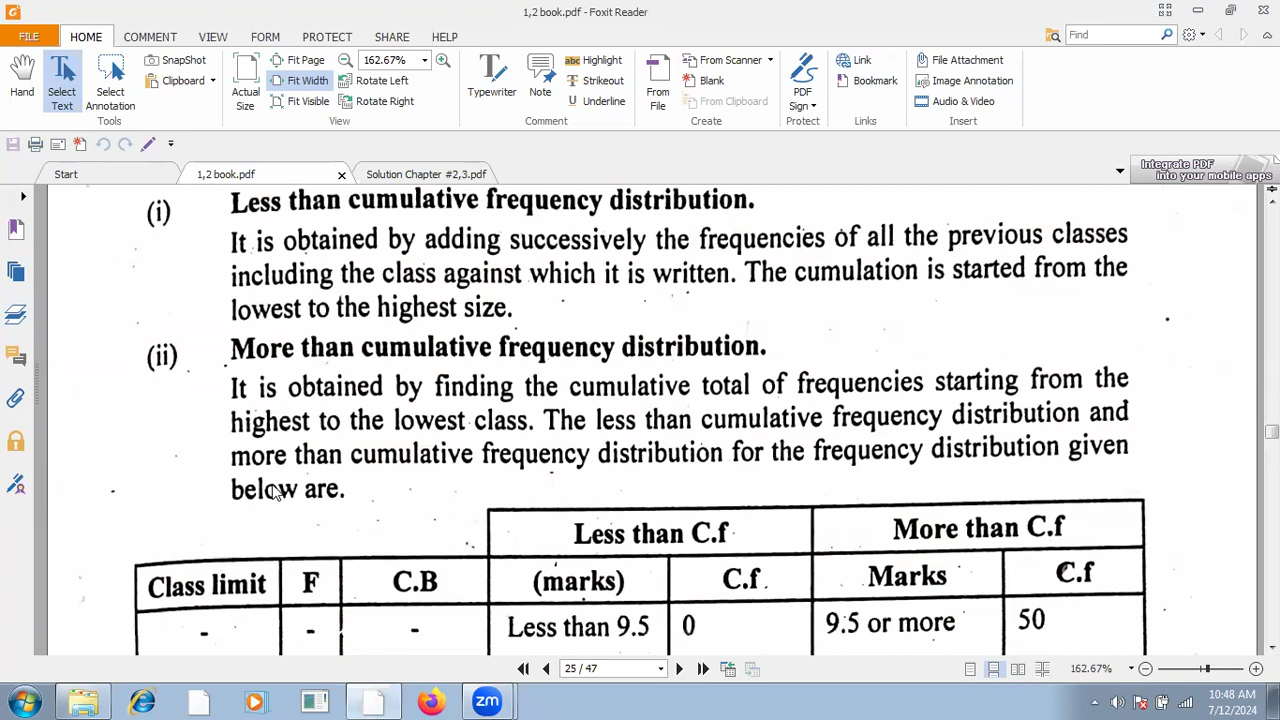 1,2 book.pdf - Foxit Reader
FILE HOME COMMENT VIEW FORM PROTECT SHARE HELP Find
Hand
Select Text
Select Annotation
SnapShot
Clipboard
Tools
Actual Size
Fit Page
Fit Width
Fit Visible
162.67%
Rotate Left
Rotate Right
View
Typewriter
Note
Highlight
Strikeout
Underline
Comment
From File
From Scanner
Blank
From Clipboard
Create
PDF Sign
Protect
Link
Bookmark
Links
File Attachment
Image Annotation
Audio & Video
Insert
Start 1,2 book.pdf Solution Chapter #2,3.pdf
Integrate PDF
into your mobile apps
(i) Less than cumulative frequency distribution.
It is obtained by adding successively the frequencies of all the previous classes
including the class against which it is written. The cumulation is started from the
lowest to the highest size.
(ii) More than cumulative frequency distribution.
It is obtained by finding the cumulative total of frequencies starting from the
highest to the lowest class. The less than cumulative frequency distribution and
more than cumulative frequency distribution for the frequency distribution given
below are.
Less than C.f More than C.f
Class limit F C.B (marks) C.f Marks C.f
- - - Less than 9.5 0 9.5 or more 50
25 / 47 162.67%
zm
10:48 AM
7/12/2024